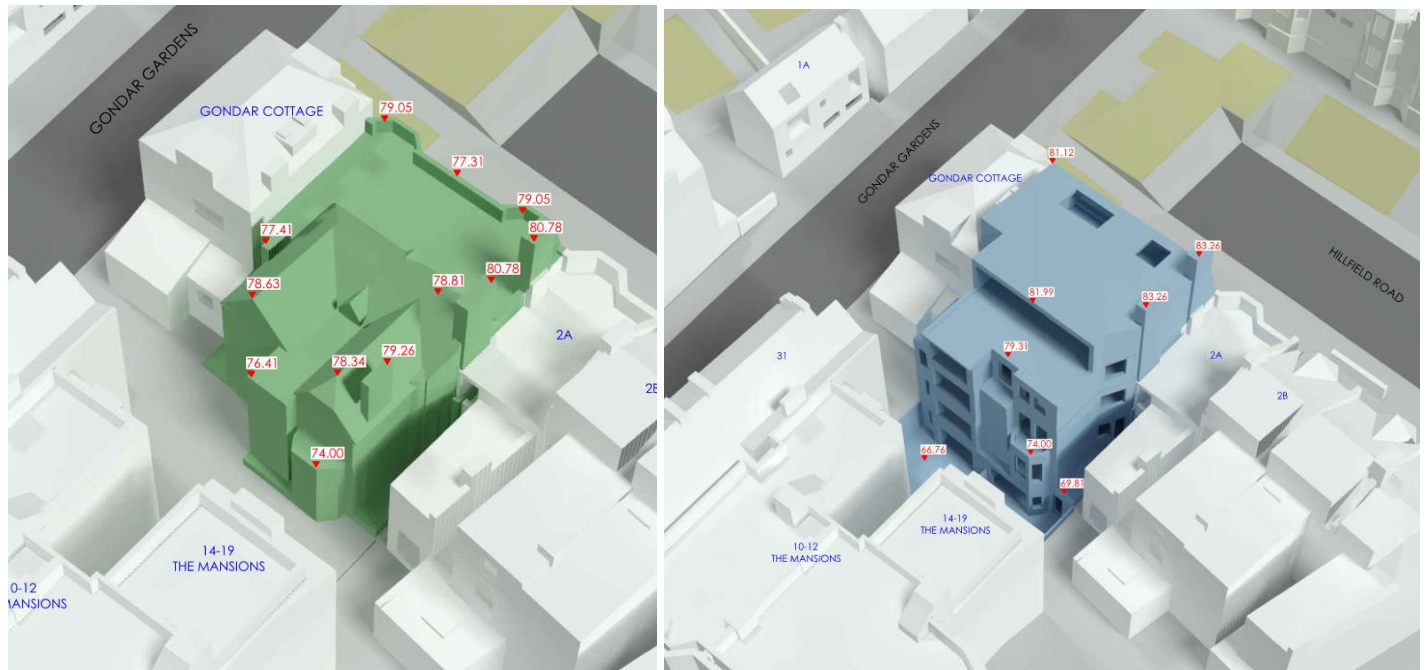 GONDAR GARDENS
GONDAR COTTAGE
79.05
77.31
79.05
80.78
77.41
80.78
78.81
78.63
2A
79.26
78.34
76.41
2B
74.00
14-19
THE MANSIONS
0-12
MANSIONS
1A
GONDAR GARDENS
81.12
GONDAR COTTAGE
83.26
HILLFIELD ROAD
81.99
83.26
79.31
31
2A
2B
74.00
66.76
69.81
14-19
THE MANSIONS
10-12
THE MANSIONS